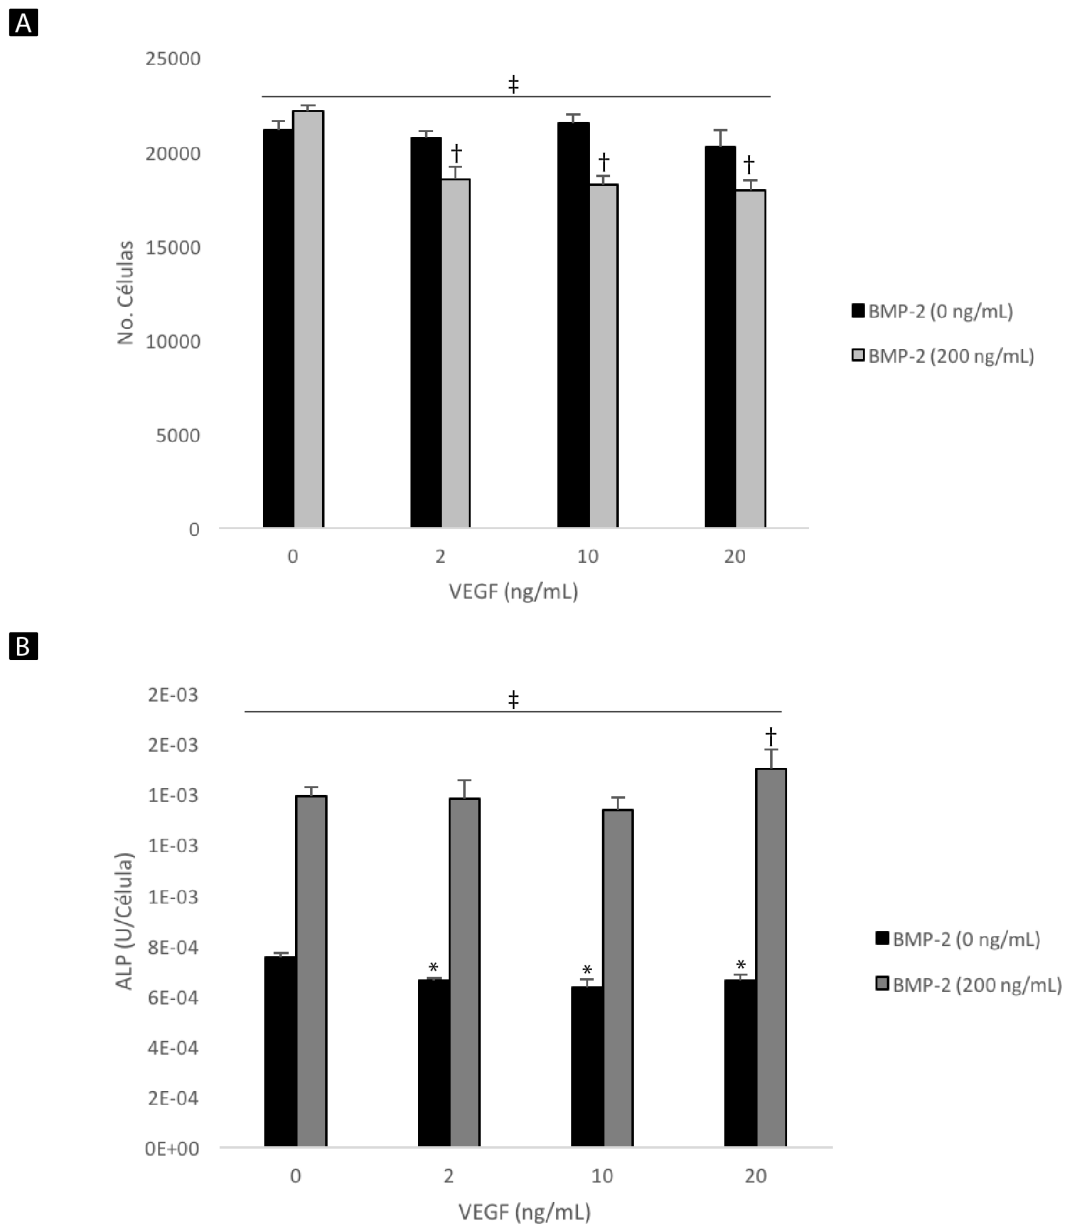 A
25000
‡
20000
† † †
15000
No. Células
10000
5000
0
0 2 10 20
VEGF (ng/mL)
BMP-2 (0 ng/mL)
BMP-2 (200 ng/mL)
B
2E-03
‡
2E-03
†
1E-03
1E-03
1E-03
ALP (U/Célula)
8E-04
* * *
6E-04
4E-04
2E-04
0E+00
0 2 10 20
VEGF (ng/mL)
BMP-2 (0 ng/mL)
BMP-2 (200 ng/mL)